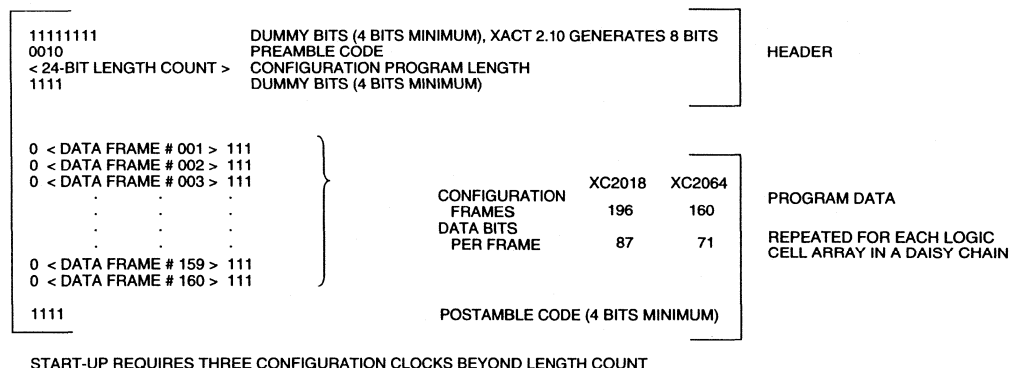 11111111 DUMMY BITS (4 BITS MINIMUM), XACT 2.10 GENERATES 8 BITS
0010 PREAMBLE CODE
< 24-BIT LENGTH COUNT > CONFIGURATION PROGRAM LENGTH
1111 DUMMY BITS (4 BITS MINIMUM)
HEADER
0 < DATA FRAME # 001 > 111
0 < DATA FRAME # 002 > 111
0 < DATA FRAME # 003 > 111
. . .
. . .
. . .
. . .
0 < DATA FRAME # 159 > 111
0 < DATA FRAME # 160 > 111
XC2018 XC2064
CONFIGURATION
FRAMES 196 160
DATA BITS
PER FRAME 87 71
PROGRAM DATA
REPEATED FOR EACH LOGIC
CELL ARRAY IN A DAISY CHAIN
1111 POSTAMBLE CODE (4 BITS MINIMUM)
START-UP REQUIRES THREE CONFIGURATION CLOCKS BEYOND LENGTH COUNT